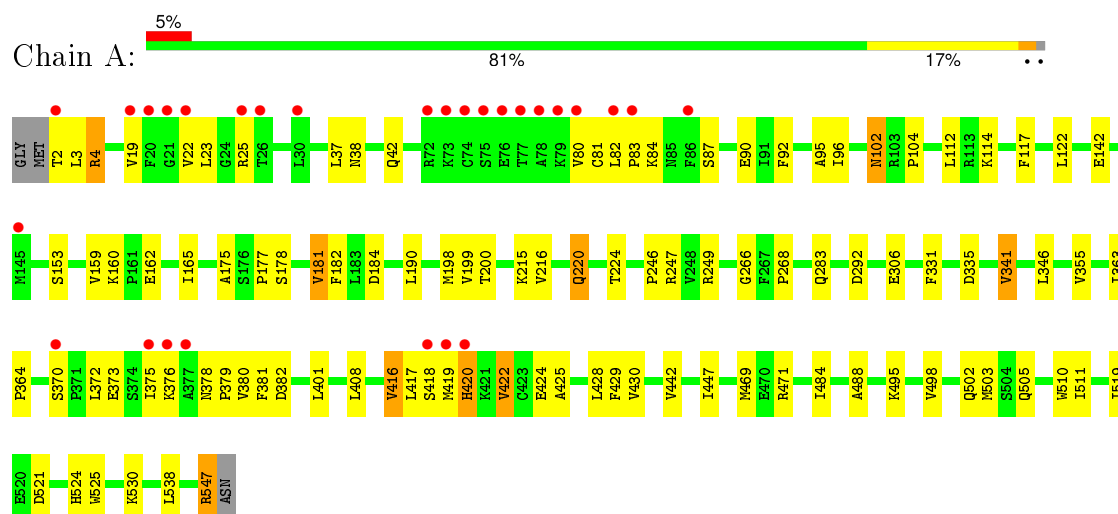 5%
Chain A:
81% 17% • •
GLY MET T2 L3 R4 V19 F20 G21 V22 L23 G24 R25 T26 L30 L37 N38 Q42 R72 K73 C74 S75 E76 T77 A78 K79 V80 C81 L82 P83 K84 N85 F86 S87 E90 I91 F92 A95 I96 N102 R103 P104 L112 R113 K114 F117 L122 E142
M145 S153 V159 K160 P161 E162 I165 A175 S176 P177 S178 V181 F182 L183 D184 L190 M198 V199 T200 K215 V216 Q220 T224 P246 R247 V248 R249 G266 F267 P268 Q283 D292 E306 F331 D335 V341 L346 V355
P364 S370 P371 L372 E373 S374 I375 K376 A377 N378 P379 V380 F381 D382 L401 L408 V416 L417 S418 M419 H420 K421 V422 C423 E424 A425 L428 F429 V430 V442 I447 M469 E470 R471 I484 A488 K495 V498 Q502 M503 S504 Q505 W510 I511
E520 D521 H524 W525 K530 L538 R547 ASN